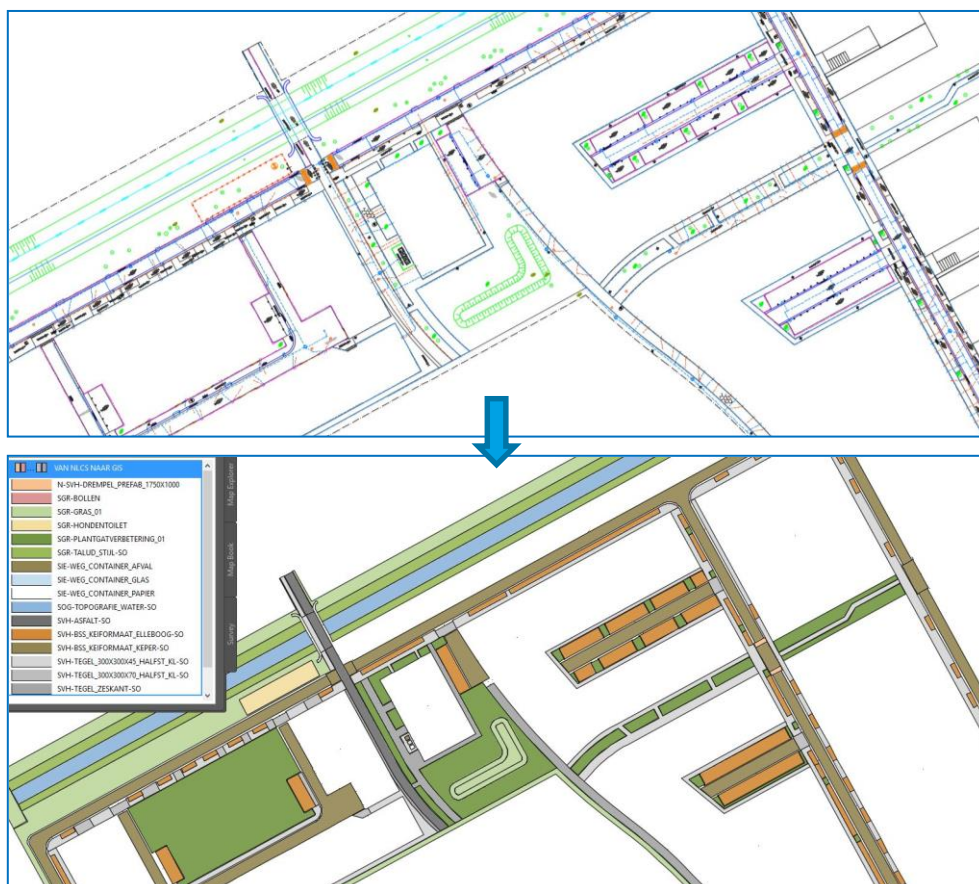 VAN NLCS NAAR GIS
N-SVH-DREMPEL_PREFAB_1750X1000
SGR-BOLLEN
SGR-GRAS_01
SGR-HONDENTOILET
SGR-PLANTGATVERBETERING_01
SGR-TALUD_STIJL-SO
SIE-WEG_CONTAINER_AFVAL
SIE-WEG_CONTAINER_GLAS
SIE-WEG_CONTAINER_PAPIER
SOG-TOPOGRAFIE_WATER-SO
SVH-ASFALT-SO
SVH-BSS_KEIFORMAAT_ELLEBOOG-SO
SVH-BSS_KEIFORMAAT_KEPER-SO
SVH-TEGEL_300X300X45_HALFST_KL-SO
SVH-TEGEL_300X300X70_HALFST_KL-SO
SVH-TEGEL_ZESKANT-SO
Map Explorer
Map Book
Survey